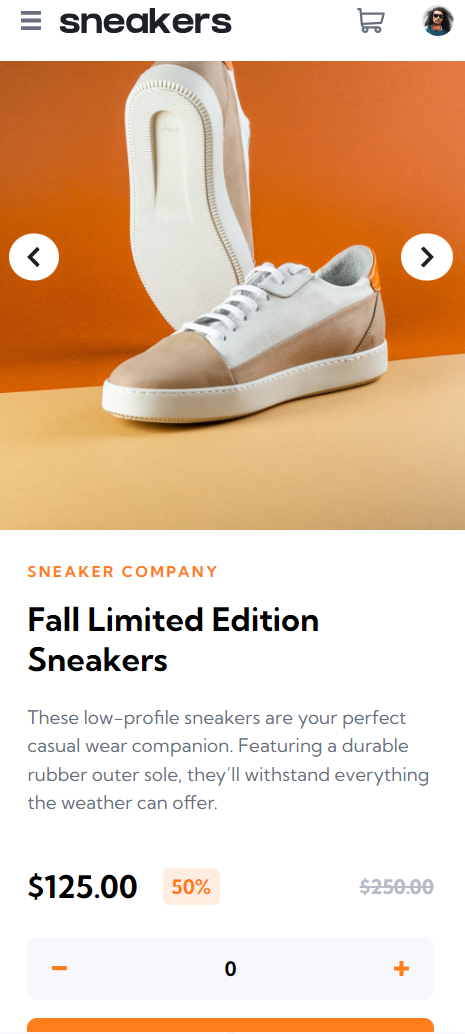 sneakers
SNEAKER COMPANY
Fall Limited Edition
Sneakers
These low-profile sneakers are your perfect
casual wear companion. Featuring a durable
rubber outer sole, they’ll withstand everything
the weather can offer.
$125.00 50% $250.00
0